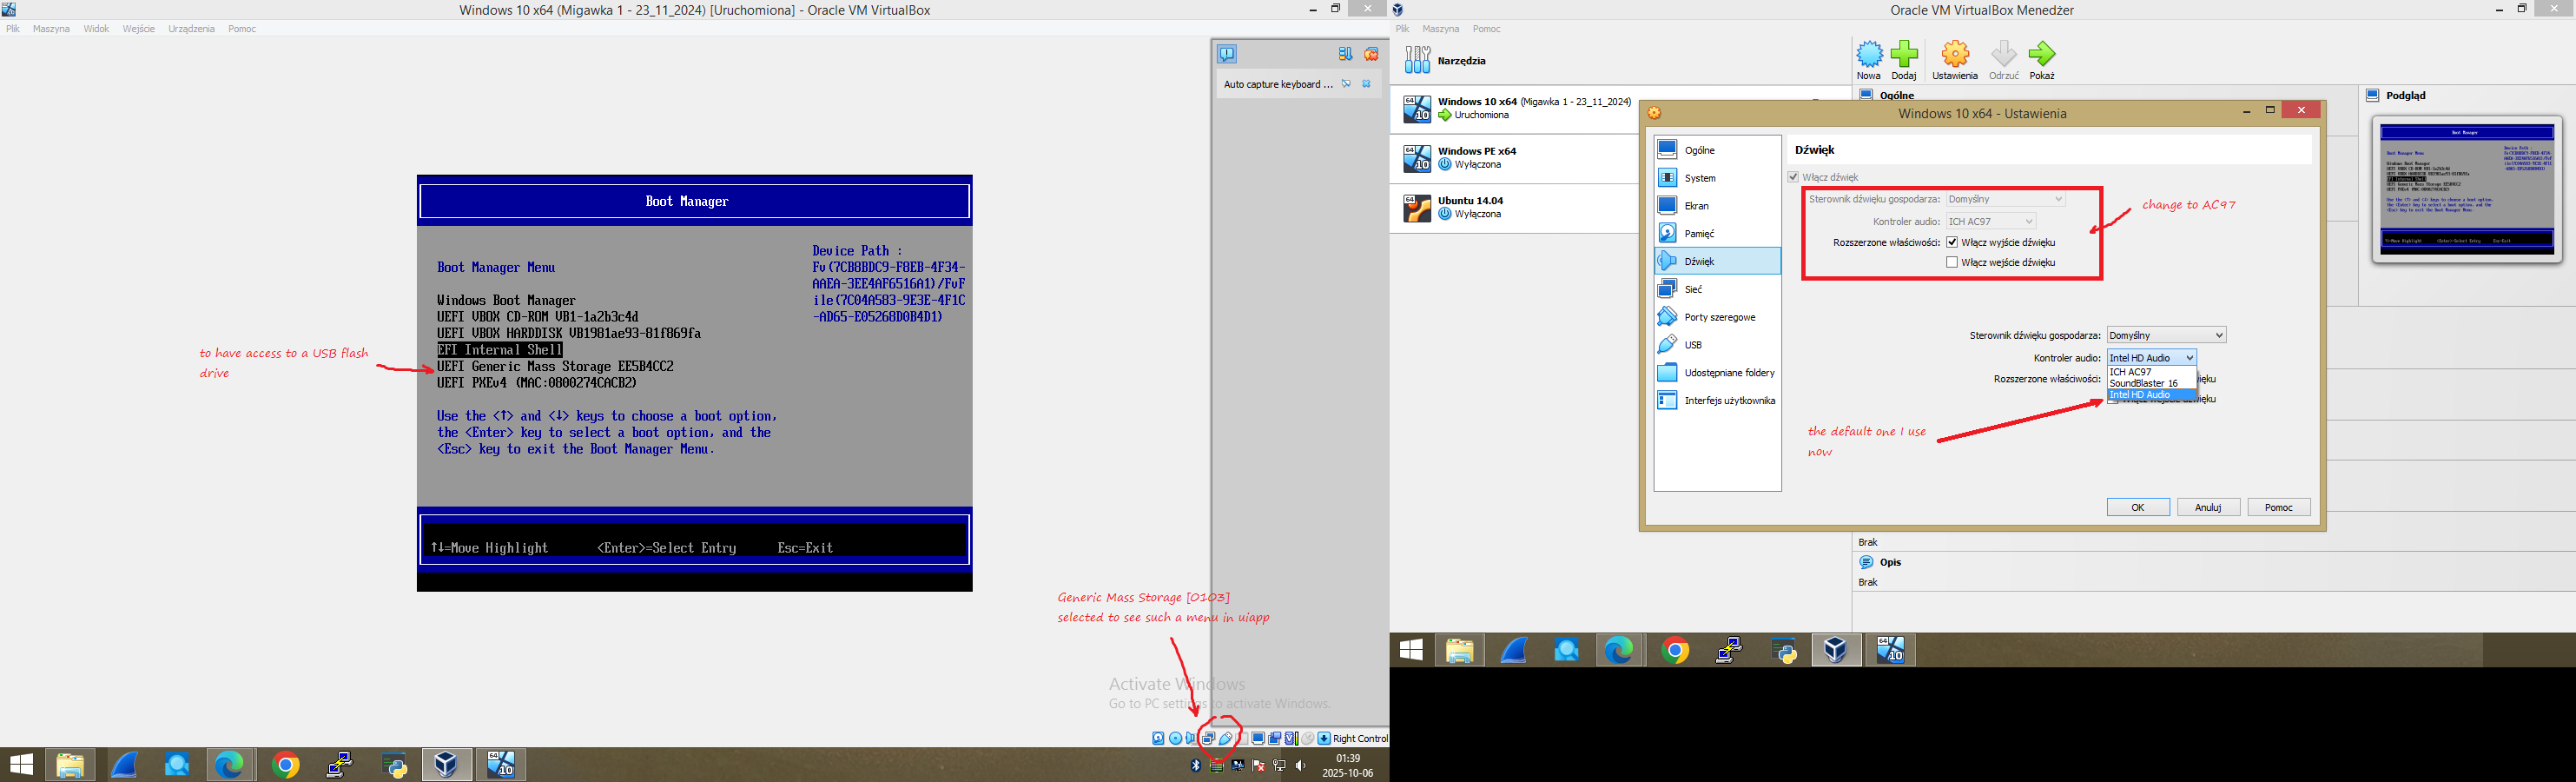 Windows 10 x64 (Migawka 1 - 23_11_2024) [Uruchomiona] - Oracle VM VirtualBox
Plik Maszyna Widok Wejście Urządzenia Pomoc
Auto capture keyboard ...
Boot Manager
Boot Manager Menu
Windows Boot Manager
UEFI VBOX CD-ROM VB1-1a2b3c4d
UEFI VBOX HARDDISK VB1981ae93-81f869fa
EFI Internal Shell
UEFI Generic Mass Storage EE5B4CC2
UEFI PXEv4 (MAC:0800274CACB2)
Use the <↑> and <↓> keys to choose a boot option,
the <Enter> key to select a boot option, and the
<Esc> key to exit the Boot Manager Menu.
Device Path :
Fv(7CB8BDC9-F8EB-4F34-
AAEA-3EE4AF6516A1)/FvF
ile(7C04A583-9E3E-4F1C
-AD65-E05268D0B4D1)
↑↓=Move Highlight <Enter>=Select Entry Esc=Exit
to have access to a USB flash
drive
Generic Mass Storage [0103]
selected to see such a menu in uiapp
Activate Windows
Go to PC settings to activate Windows.
Right Control
01:39
2025-10-06
Oracle VM VirtualBox Menedżer
Plik Maszyna Pomoc
Narzędzia
Nowa Dodaj Ustawienia Odrzuć Pokaż
Windows 10 x64 (Migawka 1 - 23_11_2024)
Uruchomiona
Windows PE x64
Wyłączona
Ubuntu 14.04
Wyłączona
Ogólne
Podgląd
Windows 10 x64 - Ustawienia
Ogólne
System
Ekran
Pamięć
Dźwięk
Sieć
Porty szeregowe
USB
Udostępniane foldery
Interfejs użytkownika
Dźwięk
Włącz dźwięk
Sterownik dźwięku gospodarza: Domyślny
Kontroler audio: ICH AC97
Rozszerzone właściwości: Włącz wyjście dźwięku
Włącz wejście dźwięku
change to AC97
Sterownik dźwięku gospodarza: Domyślny
Kontroler audio: Intel HD Audio
ICH AC97
Rozszerzone właściwości:
SoundBlaster 16
Intel HD Audio
the default one I use
now
OK Anuluj Pomoc
Brak
Opis
Brak